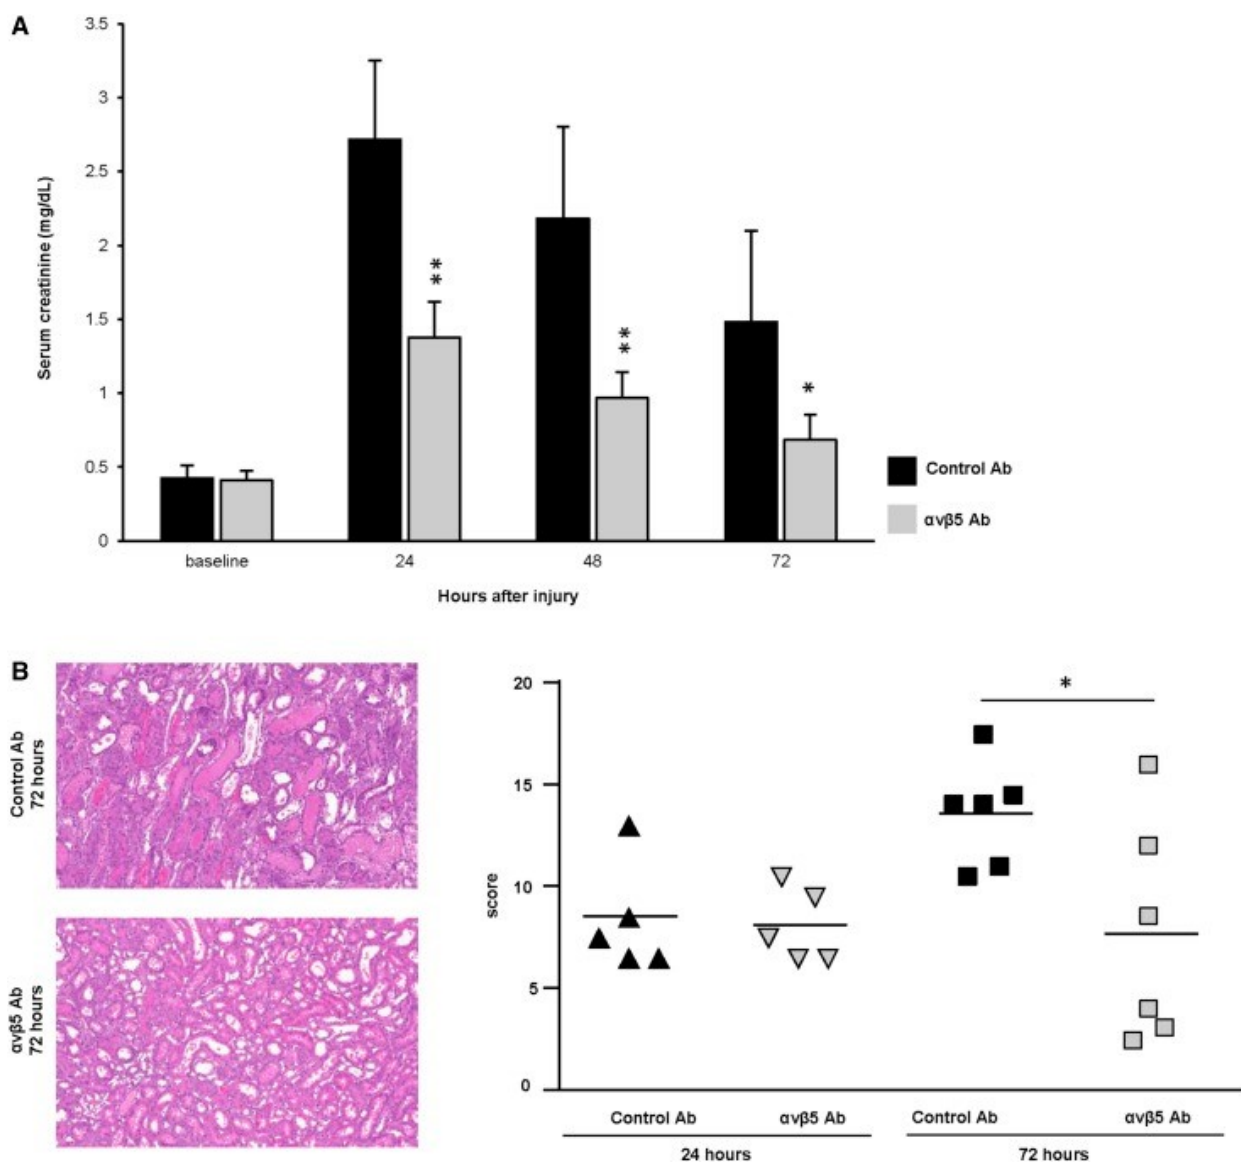 A
3.5
3
2.5
2
1.5
1
0.5
0
Serum creatinine (mg/dL)
**
**
*
baseline 24 48 72
Hours after injury
Control Ab
αvβ5 Ab
B
Control Ab
72 hours
αvβ5 Ab
72 hours
20
15
10
5
0
score
*
Control Ab αvβ5 Ab Control Ab αvβ5 Ab
24 hours 72 hours